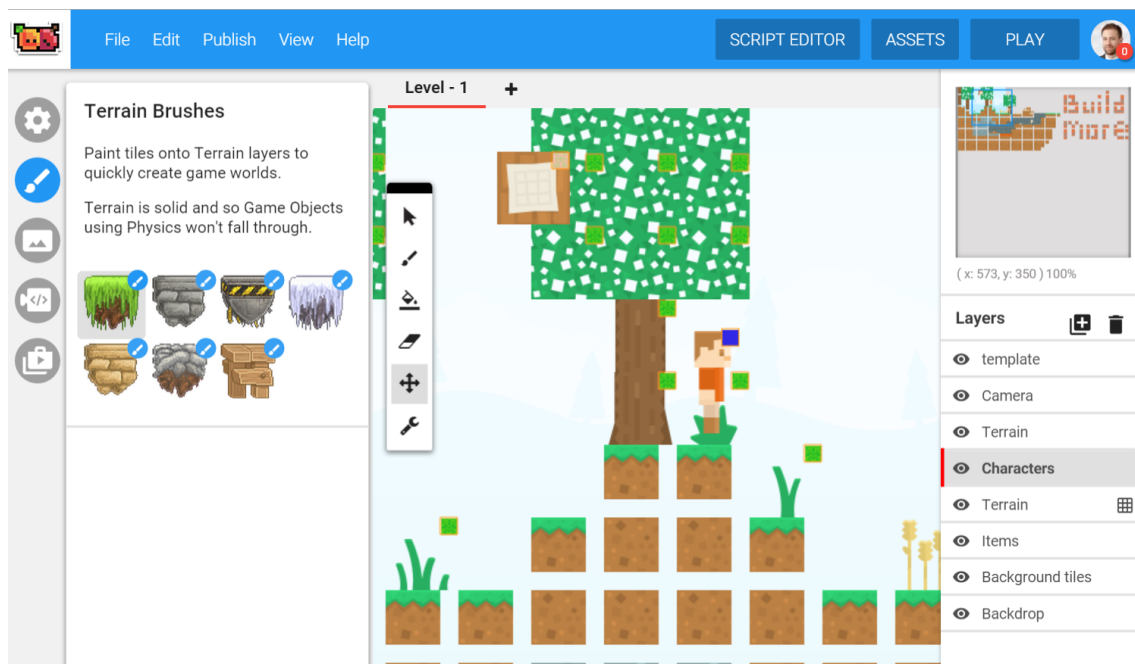 File Edit Publish View Help SCRIPT EDITOR ASSETS PLAY
0
Level - 1 +
Terrain Brushes
Paint tiles onto Terrain layers to
quickly create game worlds.
Terrain is solid and so Game Objects
using Physics won't fall through.
Build
More
( x: 573, y: 350 ) 100%
Layers
template
Camera
Terrain
Characters
Terrain
Items
Background tiles
Backdrop